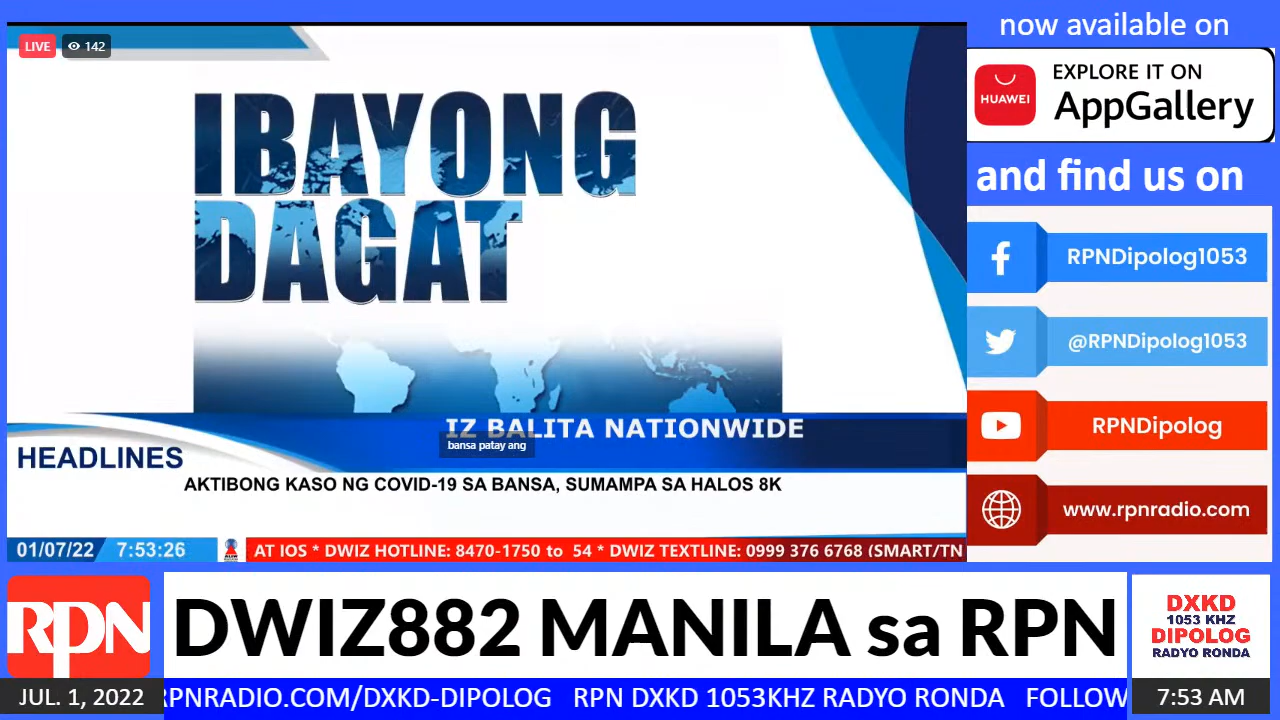 LIVE 142
IBAYONG
DAGAT
IZ BALITA NATIONWIDE
bansa patay ang
HEADLINES
AKTIBONG KASO NG COVID-19 SA BANSA, SUMAMPA SA HALOS 8K
01/07/22 7:53:26
AT IOS * DWIZ HOTLINE: 8470-1750 to 54 * DWIZ TEXTLINE: 0999 376 6768 (SMART/TN
now available on
HUAWEI
EXPLORE IT ON
AppGallery
and find us on
RPNDipolog1053
@RPNDipolog1053
RPNDipolog
www.rpnradio.com
RPN
DWIZ882 MANILA sa RPN
DXKD
1053 KHZ
DIPOLOG
RADYO RONDA
JUL. 1, 2022
RPNRADIO.COM/DXKD-DIPOLOG RPN DXKD 1053KHZ RADYO RONDA FOLLOW
7:53 AM